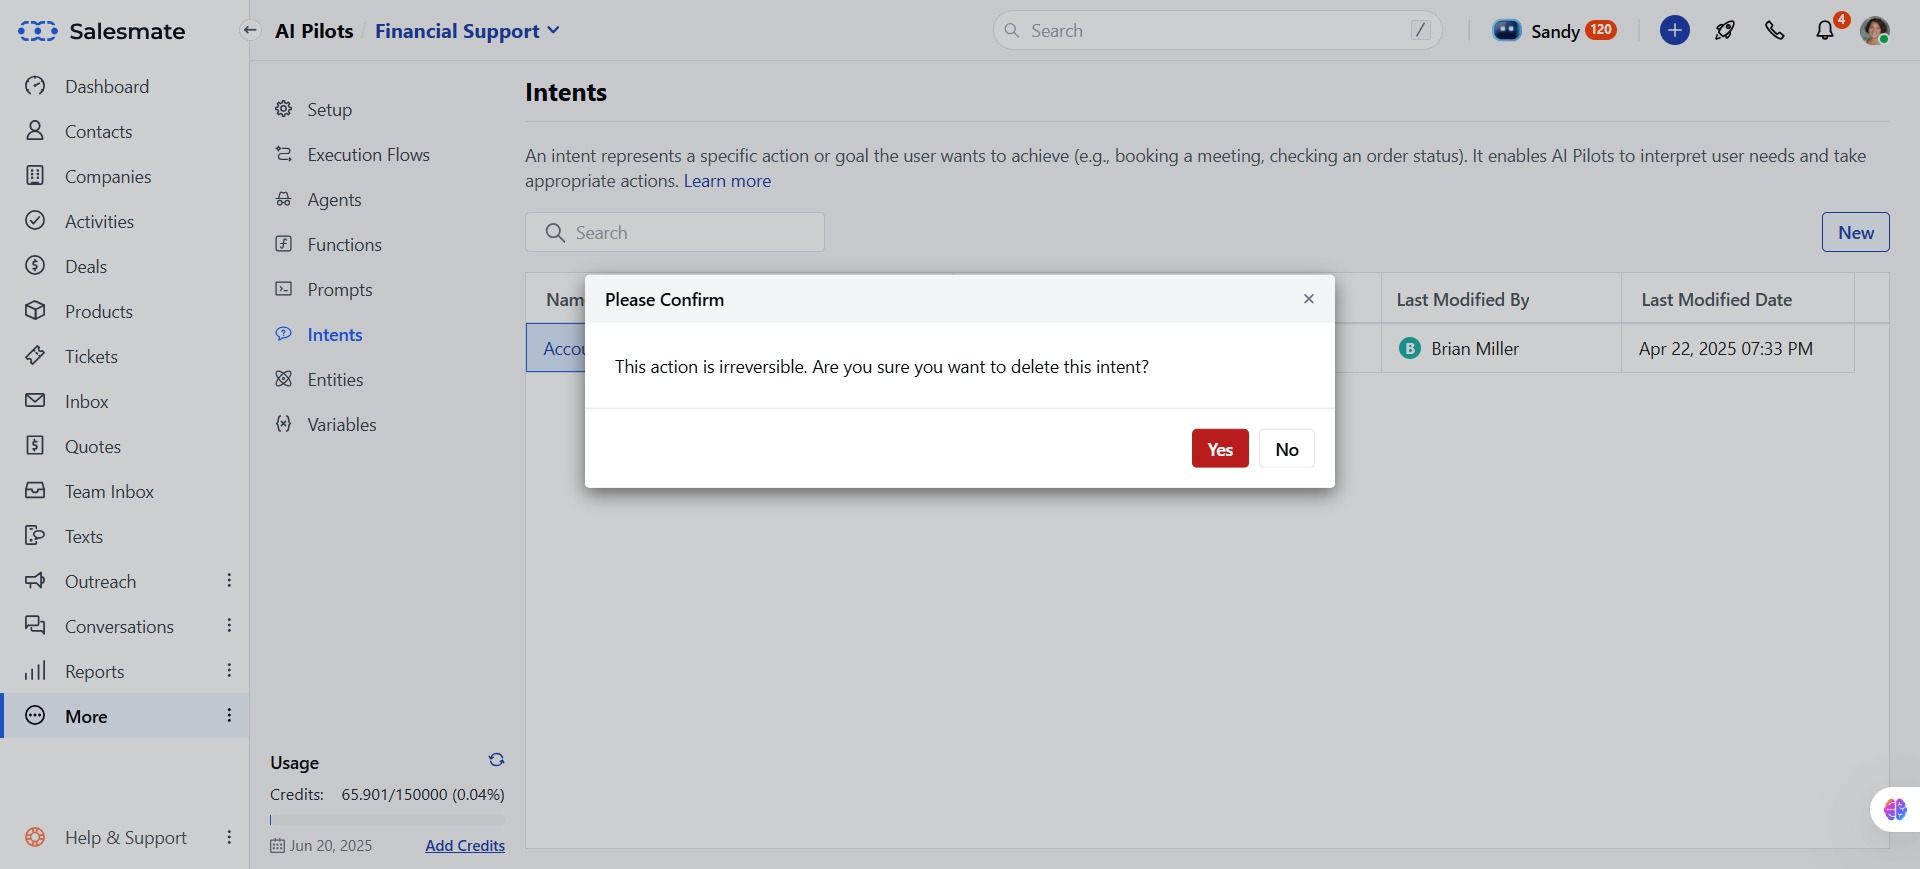 Salesmate
AI Pilots
Financial Support
Search
/
Sandy
120
4
Dashboard
Contacts
Companies
Activities
Deals
Products
Tickets
Inbox
Quotes
Team Inbox
Texts
Outreach
Conversations
Reports
More
Help & Support
Setup
Execution Flows
Agents
Functions
Prompts
Intents
Entities
Variables
Usage
Credits: 65.901/150000 (0.04%)
Jun 20, 2025
Add Credits
Intents
An intent represents a specific action or goal the user wants to achieve (e.g., booking a meeting, checking an order status). It enables AI Pilots to interpret user needs and take
appropriate actions. Learn more
Search
New
Nam
Last Modified By
Last Modified Date
Accou
B Brian Miller
Apr 22, 2025 07:33 PM
Please Confirm
This action is irreversible. Are you sure you want to delete this intent?
Yes
No